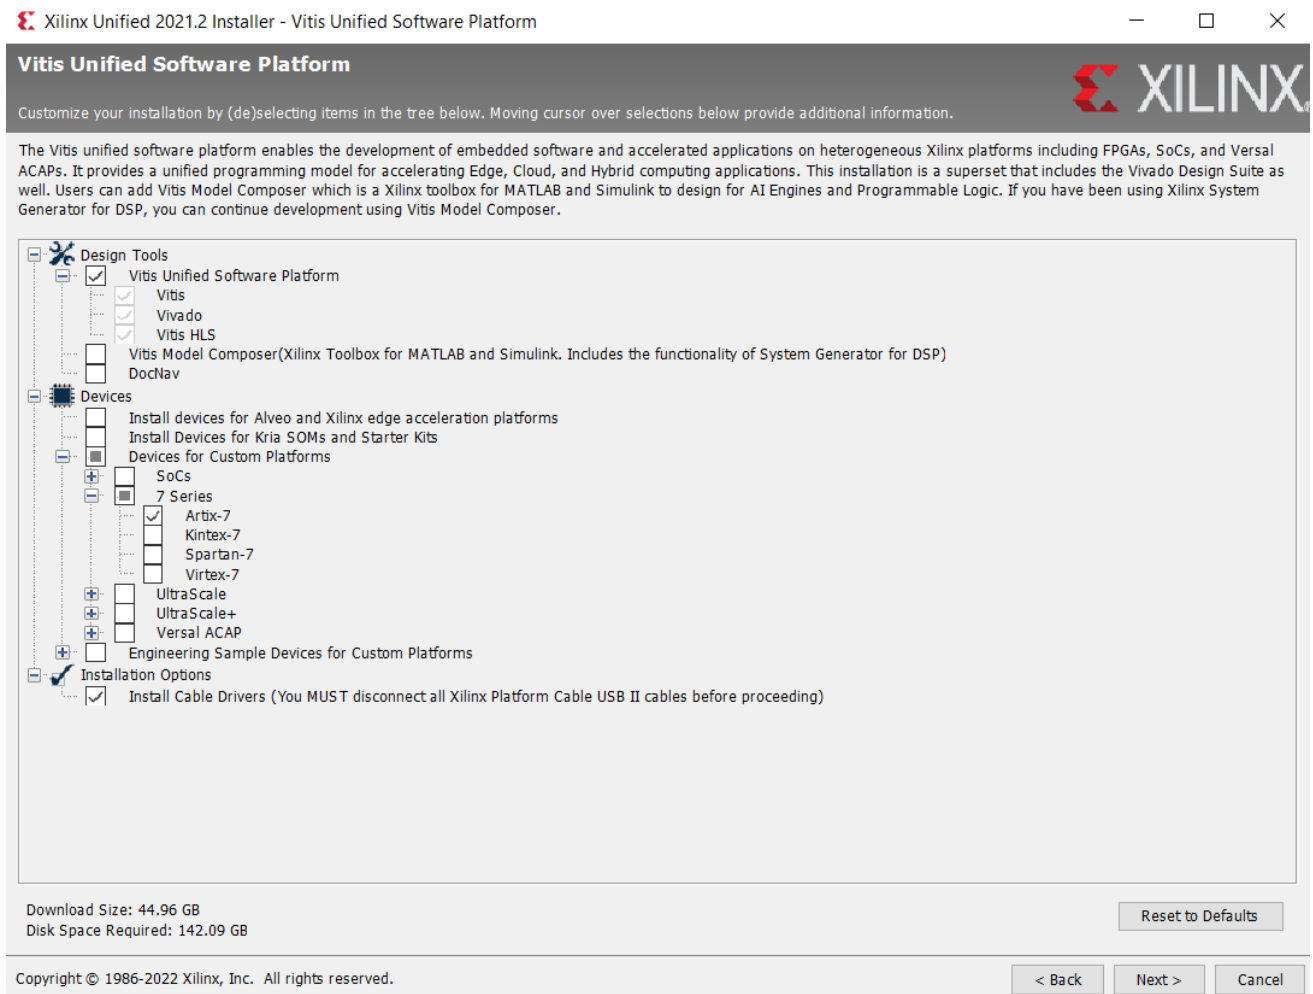 Xilinx Unified 2021.2 Installer - Vitis Unified Software Platform
Vitis Unified Software Platform
XILINX®
Customize your installation by (de)selecting items in the tree below. Moving cursor over selections below provide additional information.
The Vitis unified software platform enables the development of embedded software and accelerated applications on heterogeneous Xilinx platforms including FPGAs, SoCs, and Versal
ACAPs. It provides a unified programming model for accelerating Edge, Cloud, and Hybrid computing applications. This installation is a superset that includes the Vivado Design Suite as
well. Users can add Vitis Model Composer which is a Xilinx toolbox for MATLAB and Simulink to design for AI Engines and Programmable Logic. If you have been using Xilinx System
Generator for DSP, you can continue development using Vitis Model Composer.
Design Tools
Vitis Unified Software Platform
Vitis
Vivado
Vitis HLS
Vitis Model Composer(Xilinx Toolbox for MATLAB and Simulink. Includes the functionality of System Generator for DSP)
DocNav
Devices
Install devices for Alveo and Xilinx edge acceleration platforms
Install Devices for Kria SOMs and Starter Kits
Devices for Custom Platforms
SoCs
7 Series
Artix-7
Kintex-7
Spartan-7
Virtex-7
UltraScale
UltraScale+
Versal ACAP
Engineering Sample Devices for Custom Platforms
Installation Options
Install Cable Drivers (You MUST disconnect all Xilinx Platform Cable USB II cables before proceeding)
Download Size: 44.96 GB
Disk Space Required: 142.09 GB
Reset to Defaults
Copyright © 1986-2022 Xilinx, Inc. All rights reserved.
< Back
Next >
Cancel